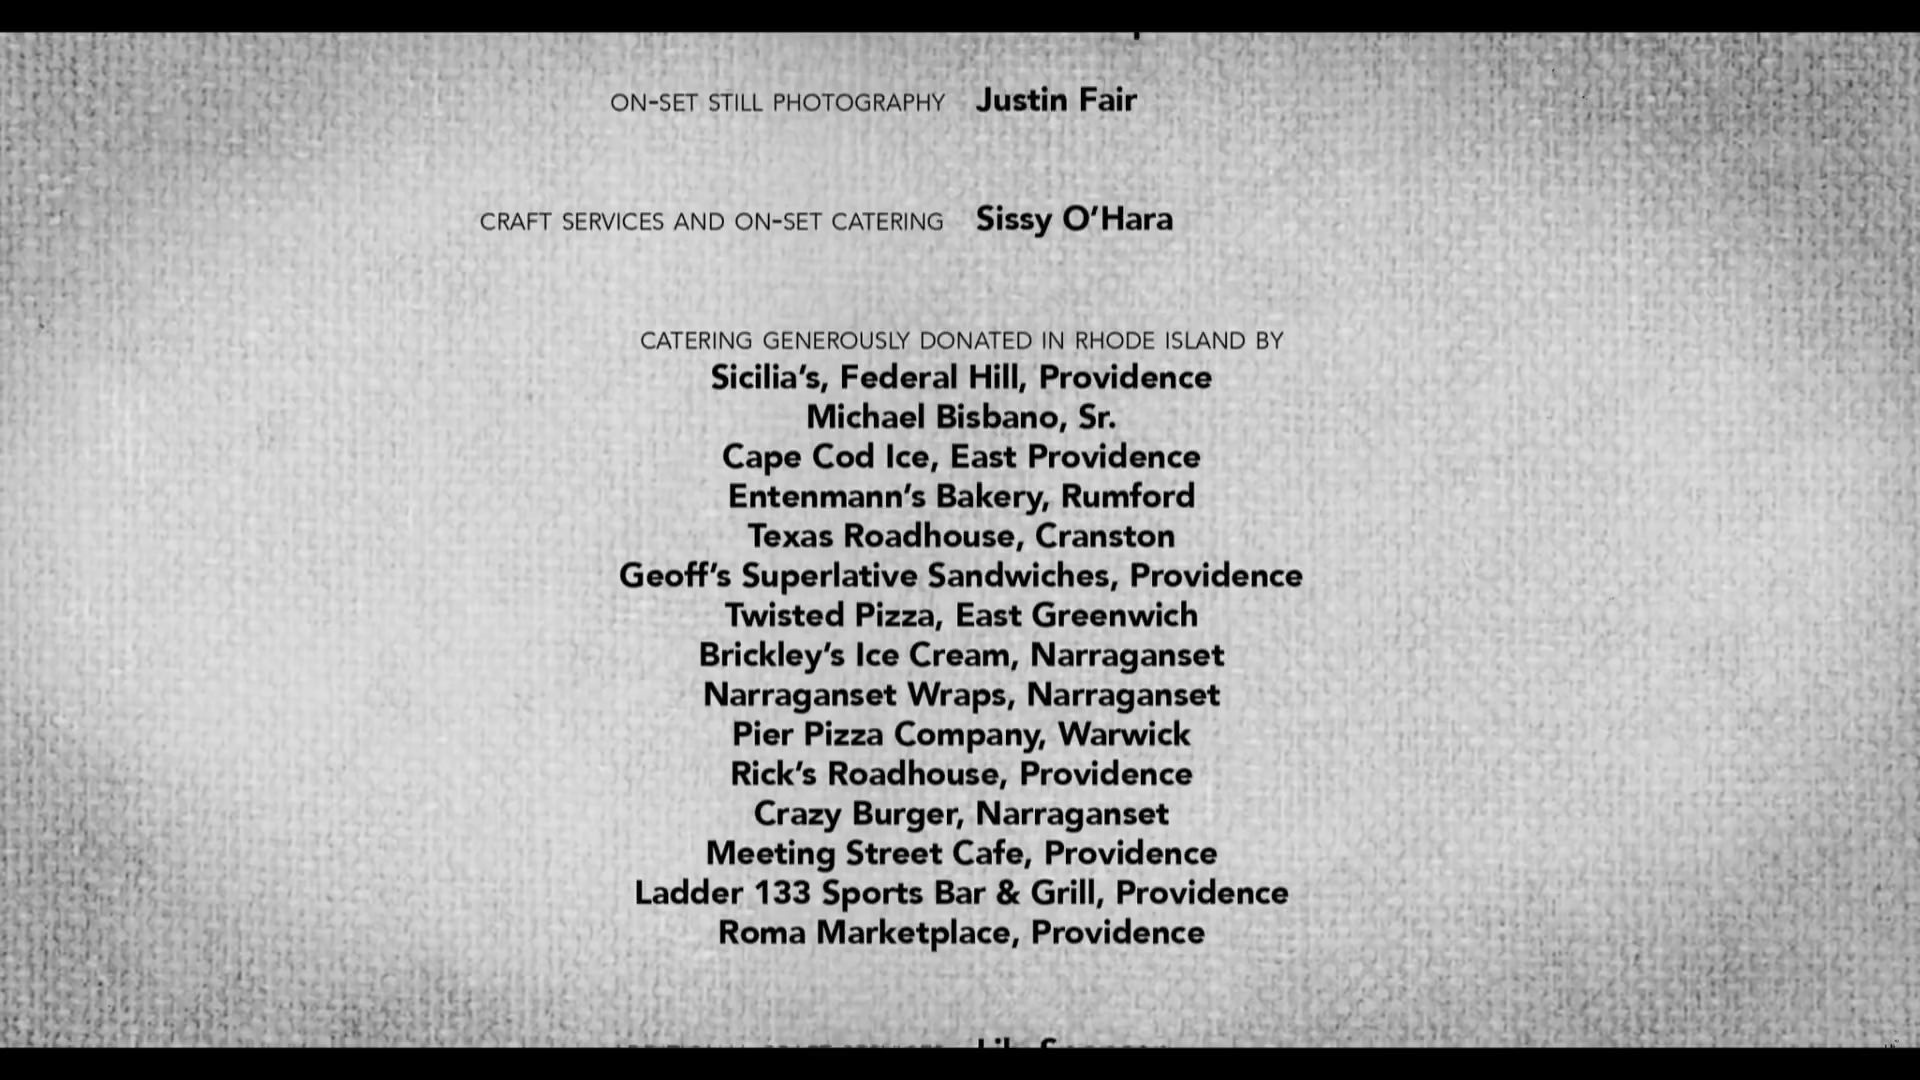 ON-SET STILL PHOTOGRAPHY Justin Fair
CRAFT SERVICES AND ON-SET CATERING Sissy O'Hara
CATERING GENEROUSLY DONATED IN RHODE ISLAND BY
Sicilia's, Federal Hill, Providence
Michael Bisbano, Sr.
Cape Cod Ice, East Providence
Entenmann's Bakery, Rumford
Texas Roadhouse, Cranston
Geoff's Superlative Sandwiches, Providence
Twisted Pizza, East Greenwich
Brickley's Ice Cream, Narraganset
Narraganset Wraps, Narraganset
Pier Pizza Company, Warwick
Rick's Roadhouse, Providence
Crazy Burger, Narraganset
Meeting Street Cafe, Providence
Ladder 133 Sports Bar & Grill, Providence
Roma Marketplace, Providence